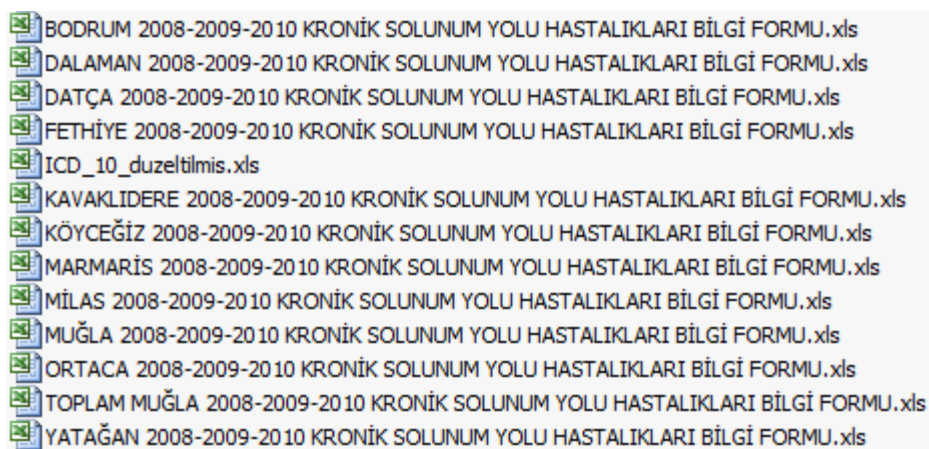 BODRUM 2008-2009-2010 KRONİK SOLUNUM YOLU HASTALIKLARI BİLGİ FORMU.xls
DALAMAN 2008-2009-2010 KRONİK SOLUNUM YOLU HASTALIKLARI BİLGİ FORMU.xls
DATÇA 2008-2009-2010 KRONİK SOLUNUM YOLU HASTALIKLARI BİLGİ FORMU.xls
FETHİYE 2008-2009-2010 KRONİK SOLUNUM YOLU HASTALIKLARI BİLGİ FORMU.xls
ICD_10_duzeltilmis.xls
KAVAKLIDERE 2008-2009-2010 KRONİK SOLUNUM YOLU HASTALIKLARI BİLGİ FORMU.xls
KÖYCEĞİZ 2008-2009-2010 KRONİK SOLUNUM YOLU HASTALIKLARI BİLGİ FORMU.xls
MARMARİS 2008-2009-2010 KRONİK SOLUNUM YOLU HASTALIKLARI BİLGİ FORMU.xls
MİLAS 2008-2009-2010 KRONİK SOLUNUM YOLU HASTALIKLARI BİLGİ FORMU.xls
MUĞLA 2008-2009-2010 KRONİK SOLUNUM YOLU HASTALIKLARI BİLGİ FORMU.xls
ORTACA 2008-2009-2010 KRONİK SOLUNUM YOLU HASTALIKLARI BİLGİ FORMU.xls
TOPLAM MUĞLA 2008-2009-2010 KRONİK SOLUNUM YOLU HASTALIKLARI BİLGİ FORMU.xls
YATAĞAN 2008-2009-2010 KRONİK SOLUNUM YOLU HASTALIKLARI BİLGİ FORMU.xls